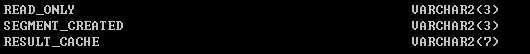 READ_ONLY VARCHAR2(3)
SEGMENT_CREATED VARCHAR2(3)
RESULT_CACHE VARCHAR2(7)